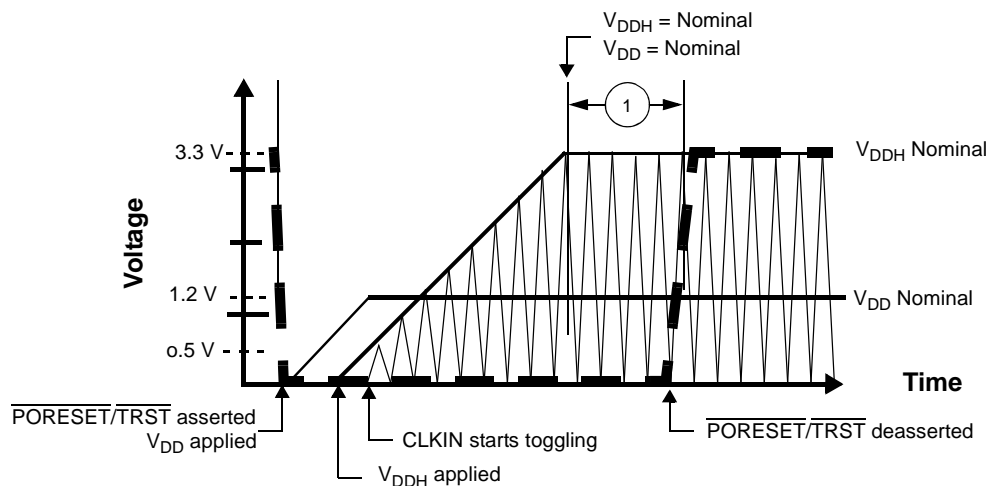 VDDH = Nominal
VDD = Nominal
1
3.3 V
VDDH Nominal
Voltage
1.2 V
VDD Nominal
o.5 V
Time
PORESET/TRST asserted
VDD applied
CLKIN starts toggling
PORESET/TRST deasserted
VDDH applied